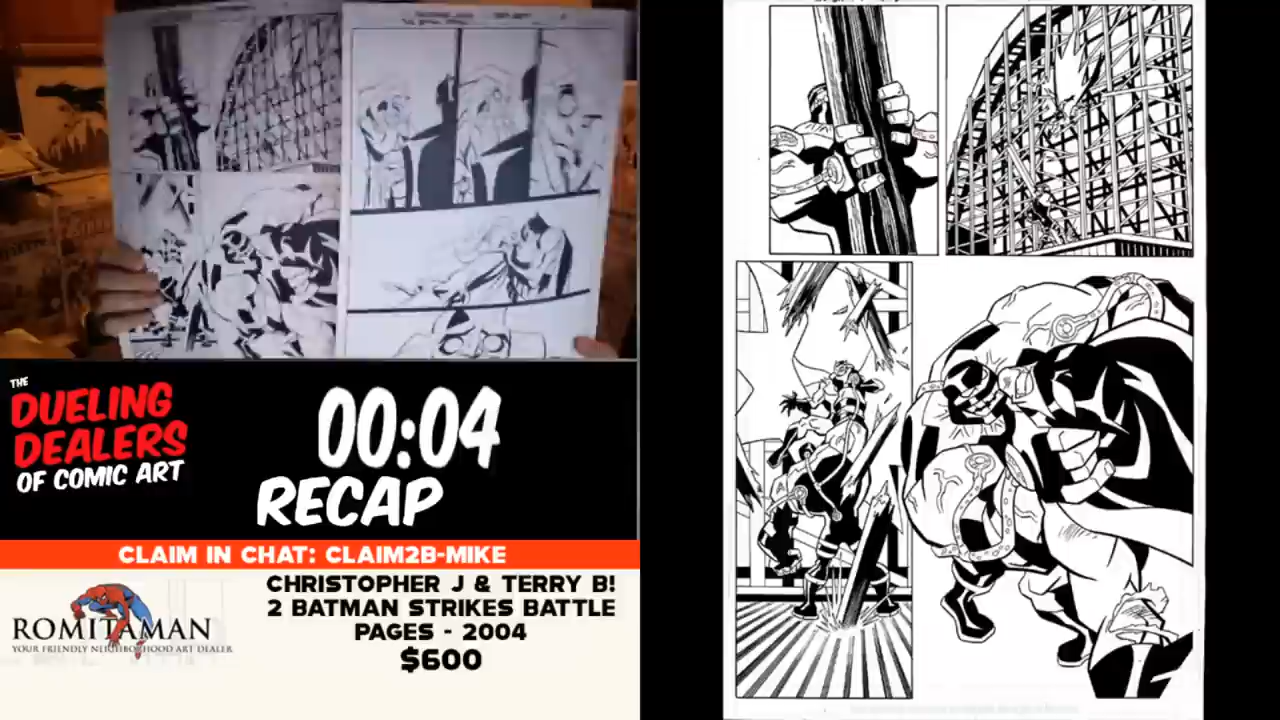 THE
DUELING
DEALERS
OF COMIC ART
00:04
RECAP
CLAIM IN CHAT: CLAIM2B-MIKE
ROMITAMAN
YOUR FRIENDLY NEIGHBORHOOD ART DEALER
CHRISTOPHER J & TERRY B!
2 BATMAN STRIKES BATTLE
PAGES - 2004
$600